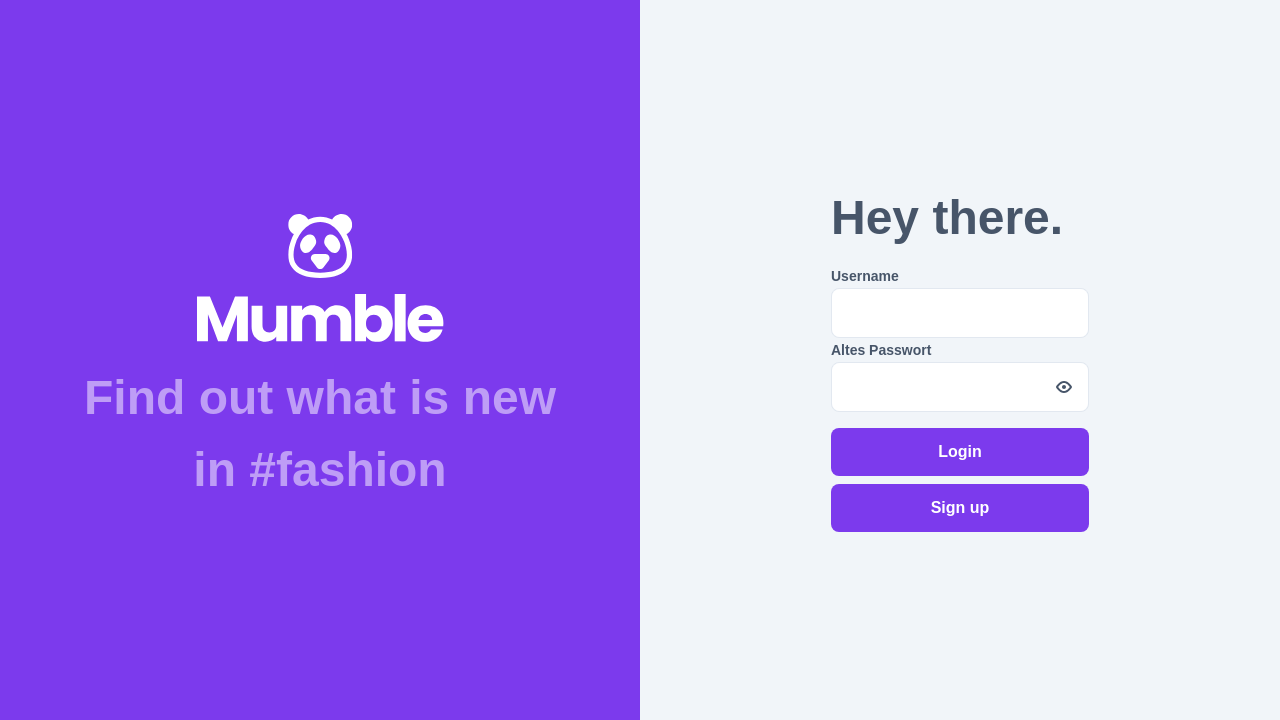 Mumble
Find out what is new
in #fashion
Hey there.
Username
Altes Passwort
Login
Sign up